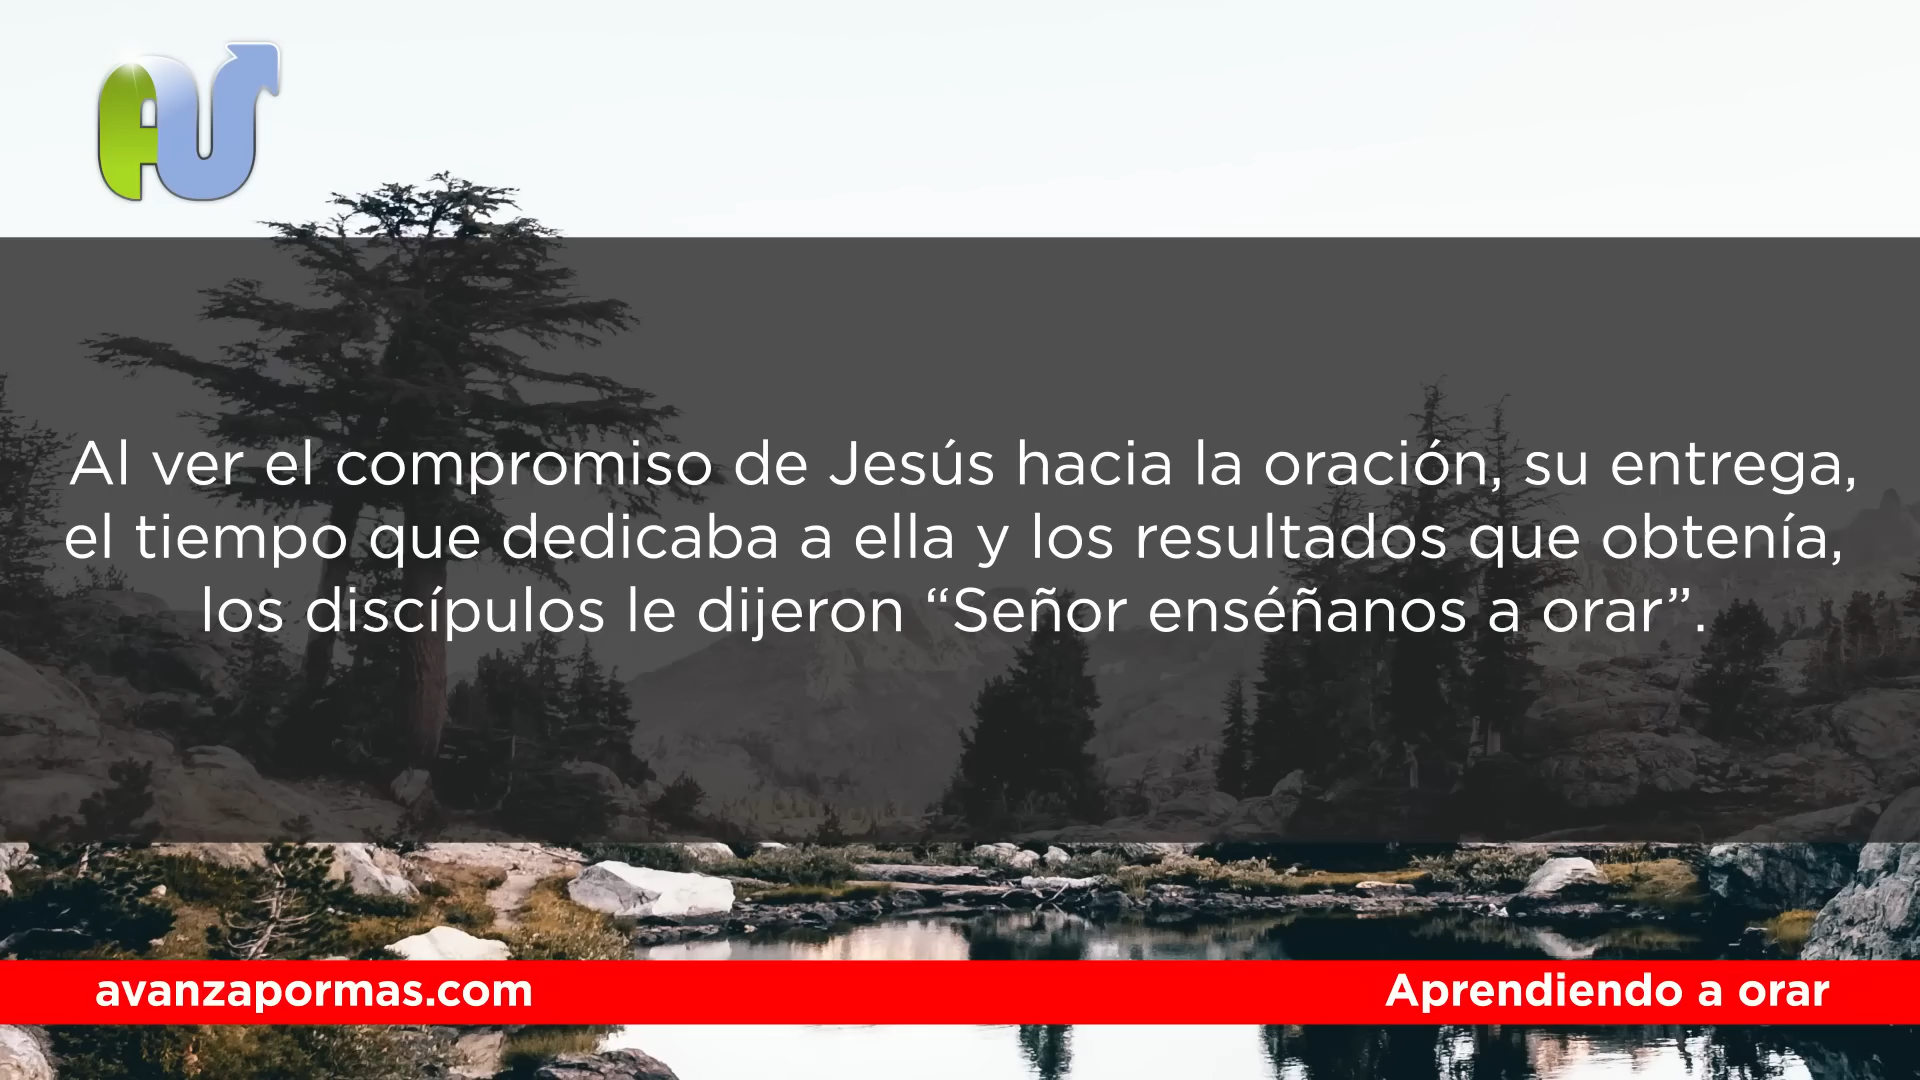 Al ver el compromiso de Jesús hacia la oración, su entrega,
el tiempo que dedicaba a ella y los resultados que obtenía,
los discípulos le dijeron “Señor enséñanos a orar”.
avanzapormas.com
Aprendiendo a orar